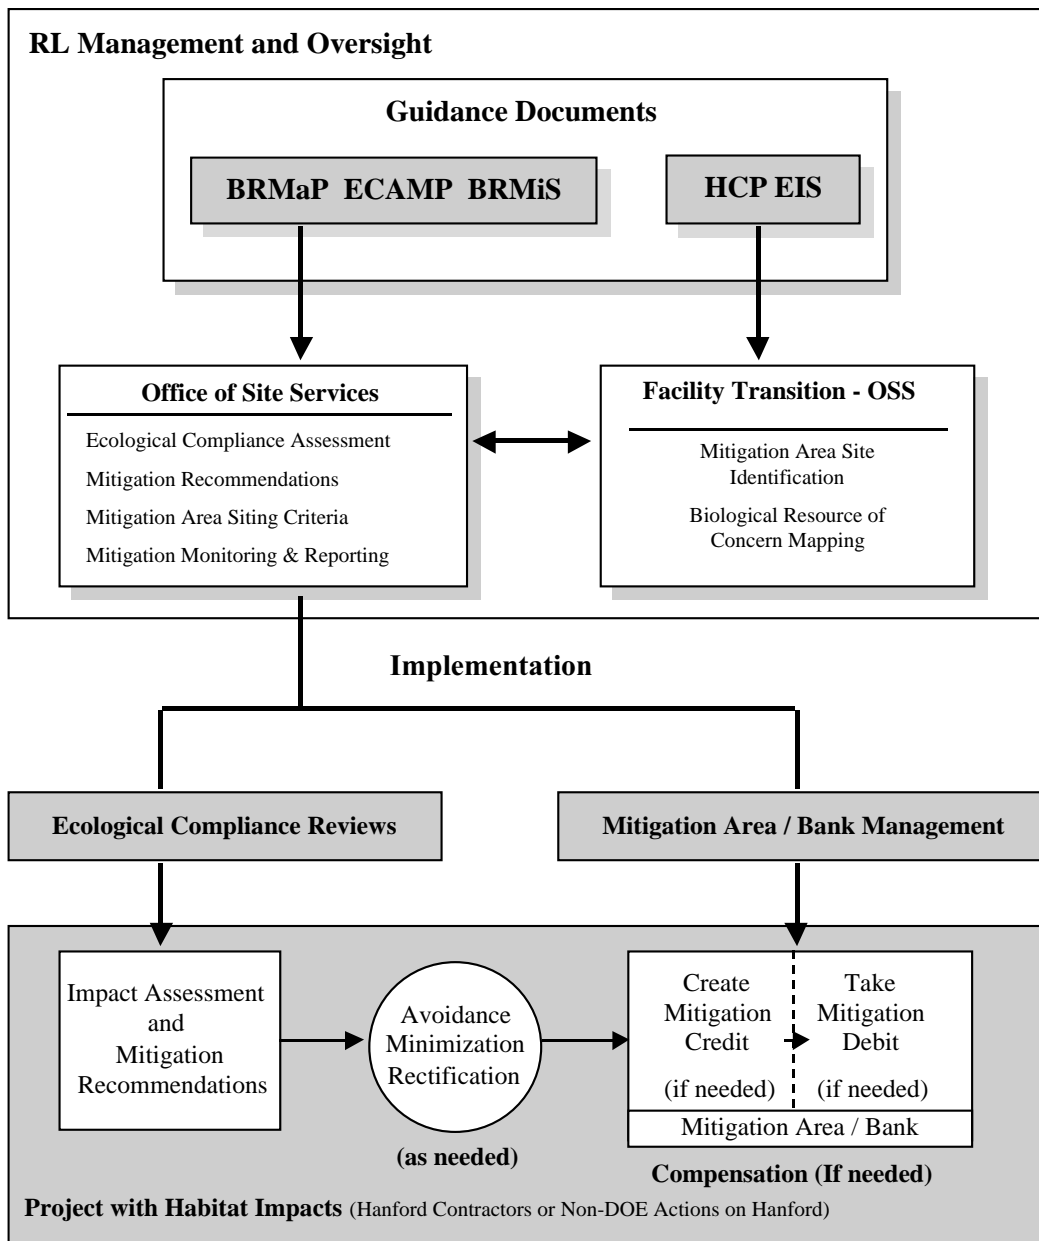 RL Management and Oversight
Guidance Documents
BRMaP ECAMP BRMiS
HCP EIS
Office of Site Services
Ecological Compliance Assessment
Mitigation Recommendations
Mitigation Area Siting Criteria
Mitigation Monitoring & Reporting
Facility Transition - OSS
Mitigation Area Site
Identification
Biological Resource of
Concern Mapping
Implementation
Ecological Compliance Reviews
Mitigation Area / Bank Management
Impact Assessment
and
Mitigation
Recommendations
Avoidance
Minimization
Rectification
(as needed)
Create
Mitigation
Credit
(if needed)
Take
Mitigation
Debit
(if needed)
Mitigation Area / Bank
Compensation (If needed)
Project with Habitat Impacts (Hanford Contractors or Non-DOE Actions on Hanford)